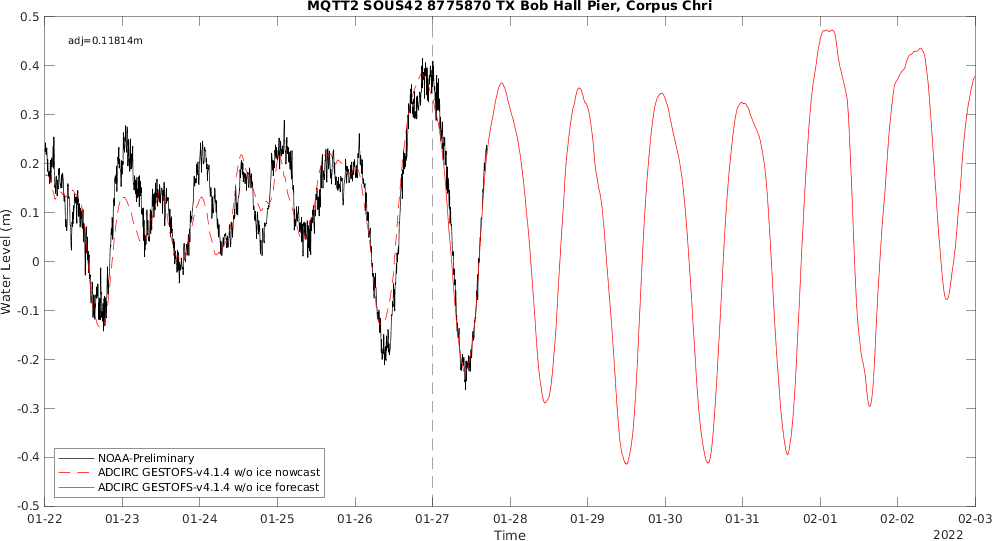 MQTT2 SOUS42 8775870 TX Bob Hall Pier, Corpus Chri
adj=0.11814m
0.5
0.4
0.3
0.2
0.1
0
-0.1
-0.2
-0.3
-0.4
-0.5
Water Level (m)
NOAA-Preliminary
ADCIRC GESTOFS-v4.1.4 w/o ice nowcast
ADCIRC GESTOFS-v4.1.4 w/o ice forecast
01-22 01-23 01-24 01-25 01-26 01-27 01-28 01-29 01-30 01-31 02-01 02-02 02-03
Time
2022